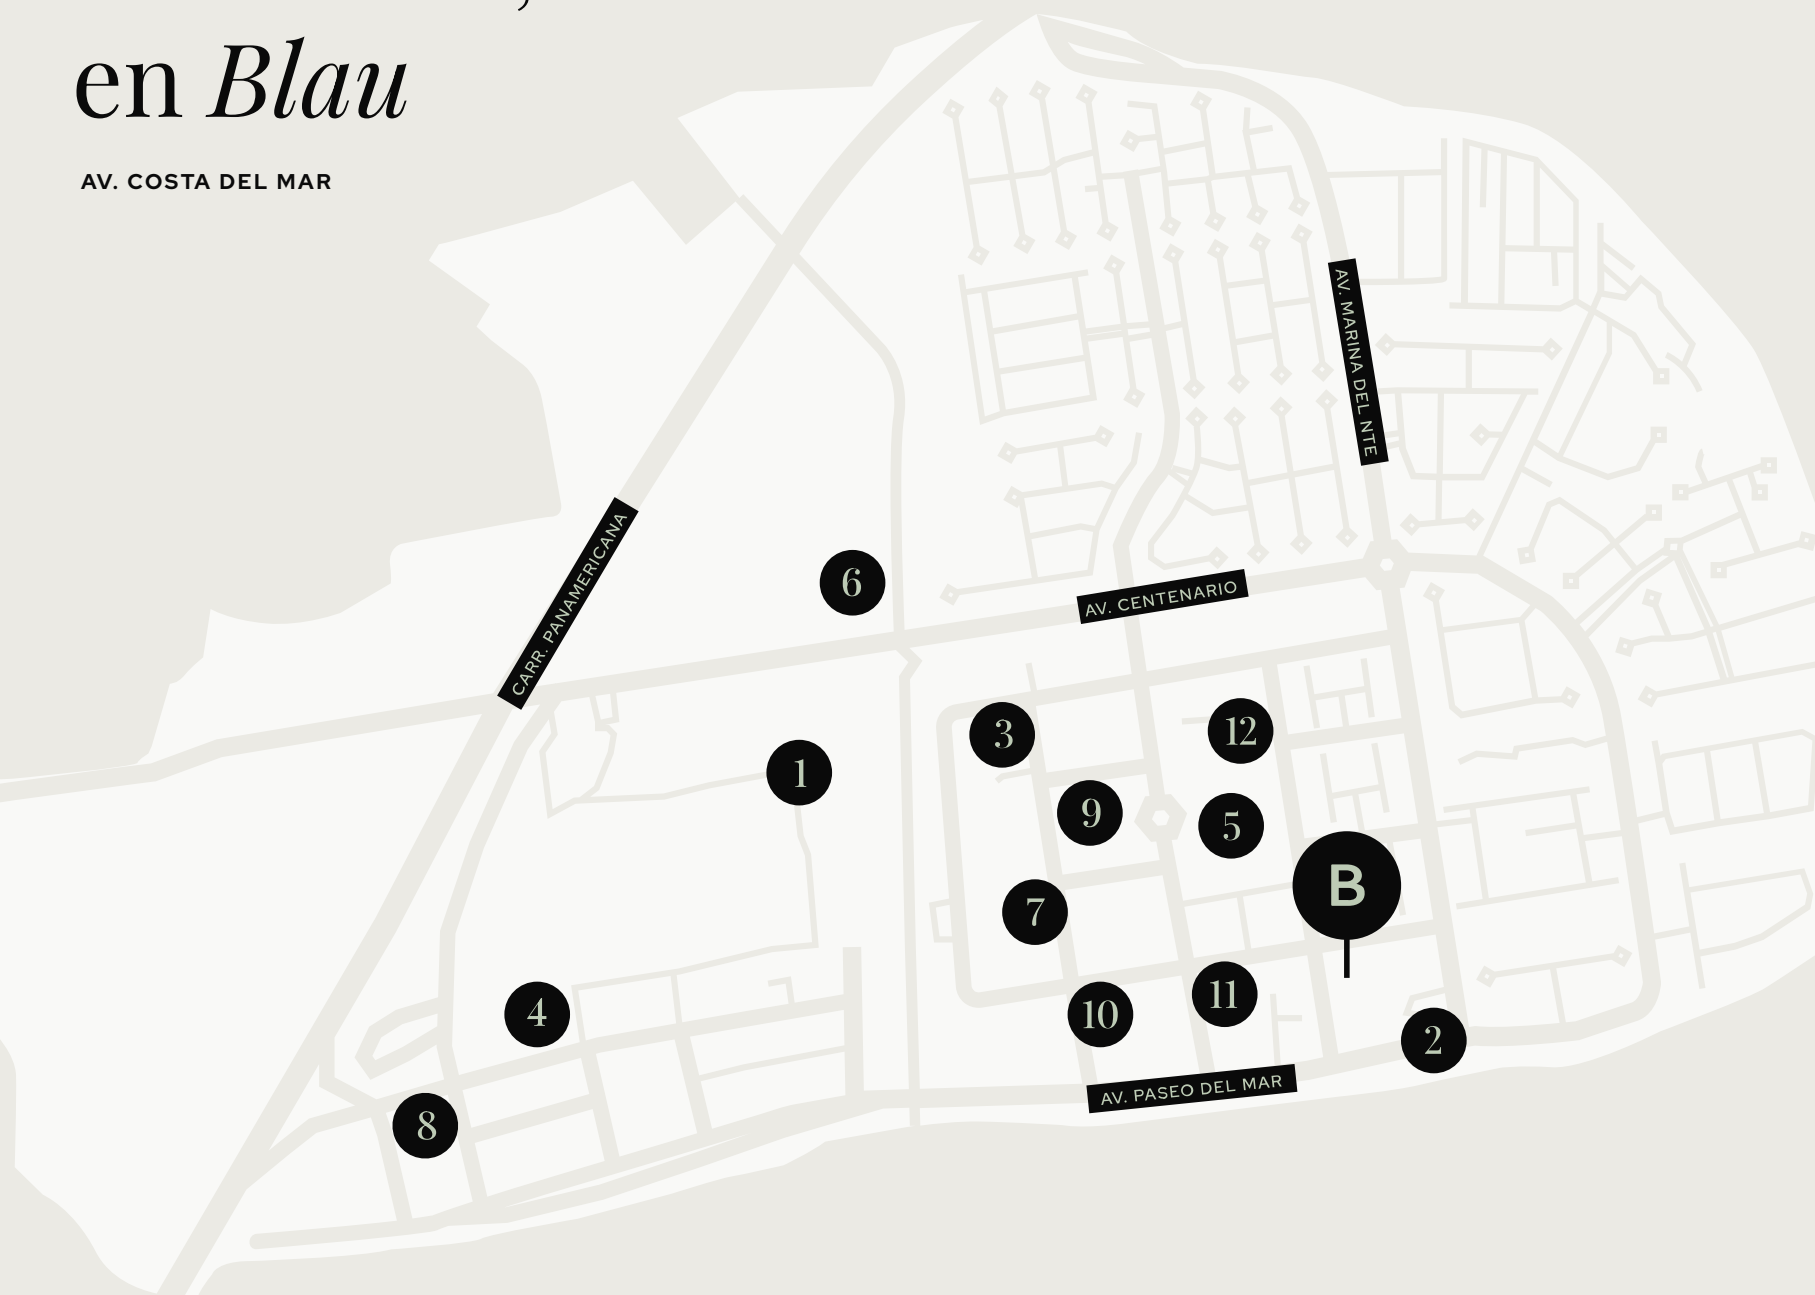 en Blau
AV. COSTA DEL MAR
AV. MARINA DEL NTE
CARR. PANAMERICANA
6
AV. CENTENARIO
3
12
1
9
5
B
7
4
10
11
2
AV. PASEO DEL MAR
8